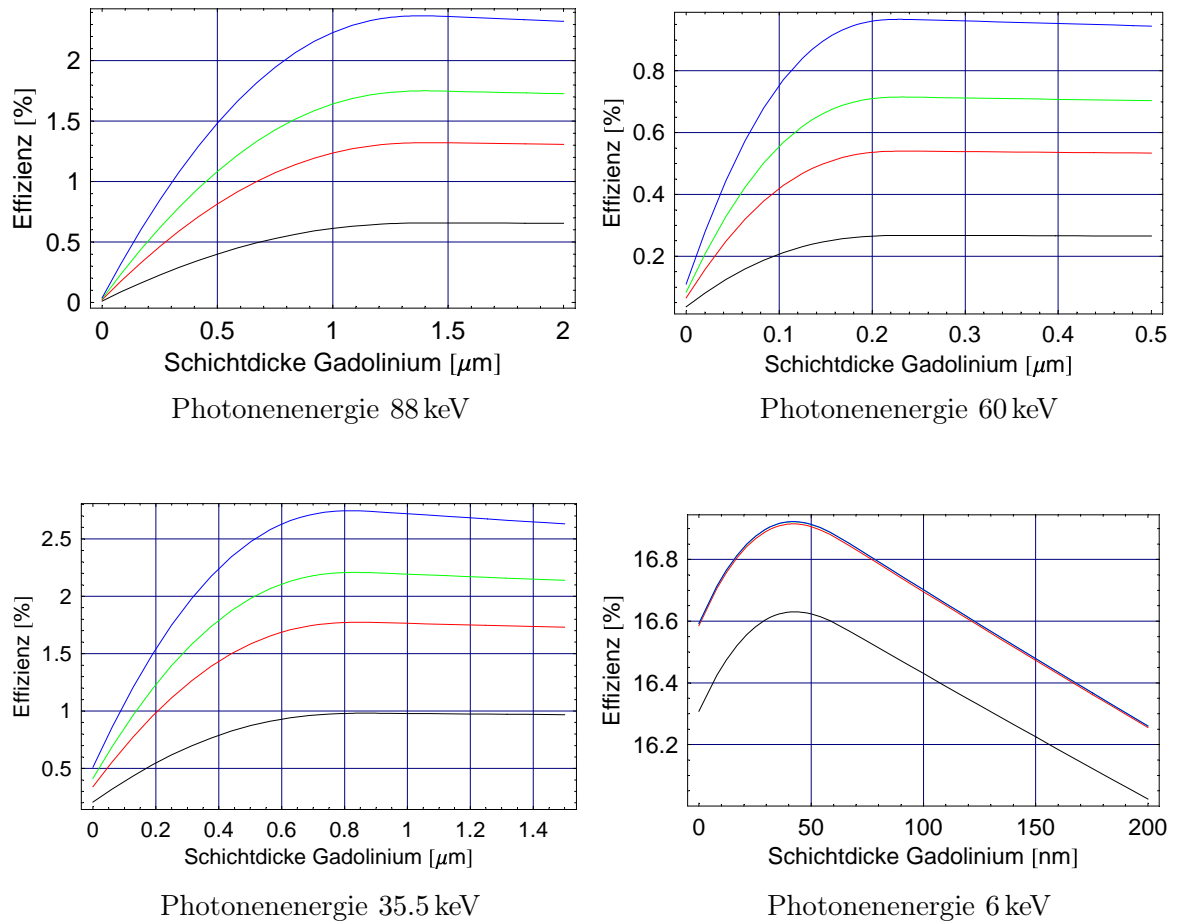 2
1.5
1
0.5
0
Effizienz [%]
0 0.5 1 1.5 2
Schichtdicke Gadolinium [μm]
Photonenenergie 88 keV
0.8
0.6
0.4
0.2
Effizienz [%]
0 0.1 0.2 0.3 0.4 0.5
Schichtdicke Gadolinium [μm]
Photonenenergie 60 keV
2.5
2
1.5
1
0.5
Effizienz [%]
0 0.2 0.4 0.6 0.8 1 1.2 1.4
Schichtdicke Gadolinium [μm]
Photonenenergie 35.5 keV
16.8
16.6
16.4
16.2
Effizienz [%]
0 50 100 150 200
Schichtdicke Gadolinium [nm]
Photonenenergie 6 keV